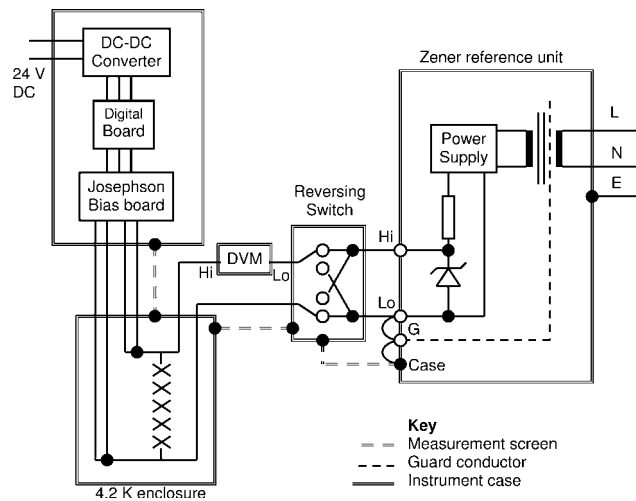 DC-DC
Converter
24 V
DC
Digital
Board
Josephson
Bias board
Zener reference unit
Power
Supply
L
N
E
Reversing
Switch
Hi
DVM
Hi
Lo
Lo
G
Case
4.2 K enclosure
Key
Measurement screen
Guard conductor
Instrument case